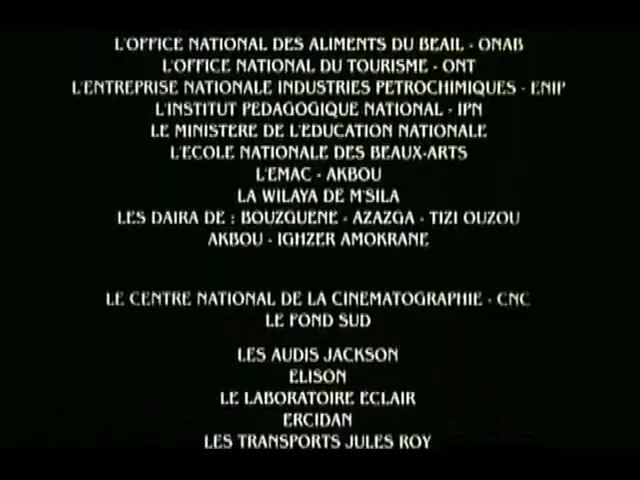 L'OFFICE NATIONAL DES ALIMENTS DU BEAIL - ONAB
L'OFFICE NATIONAL DU TOURISME - ONT
L'ENTREPRISE NATIONALE INDUSTRIES PETROCHIMIQUES - ENIP
L'INSTITUT PEDAGOGIQUE NATIONAL - IPN
LE MINISTERE DE L'EDUCATION NATIONALE
L'ECOLE NATIONALE DES BEAUX-ARTS
L'EMAC - AKBOU
LA WILAYA DE M'SILA
LES DAIRA DE : BOUZGUENE - AZAZGA - TIZI OUZOU
AKBOU - IGHZER AMOKRANE
LE CENTRE NATIONAL DE LA CINEMATOGRAPHIE - CNC
LE FOND SUD
LES AUDIS JACKSON
ELISON
LE LABORATOIRE ECLAIR
ERCIDAN
LES TRANSPORTS JULES ROY